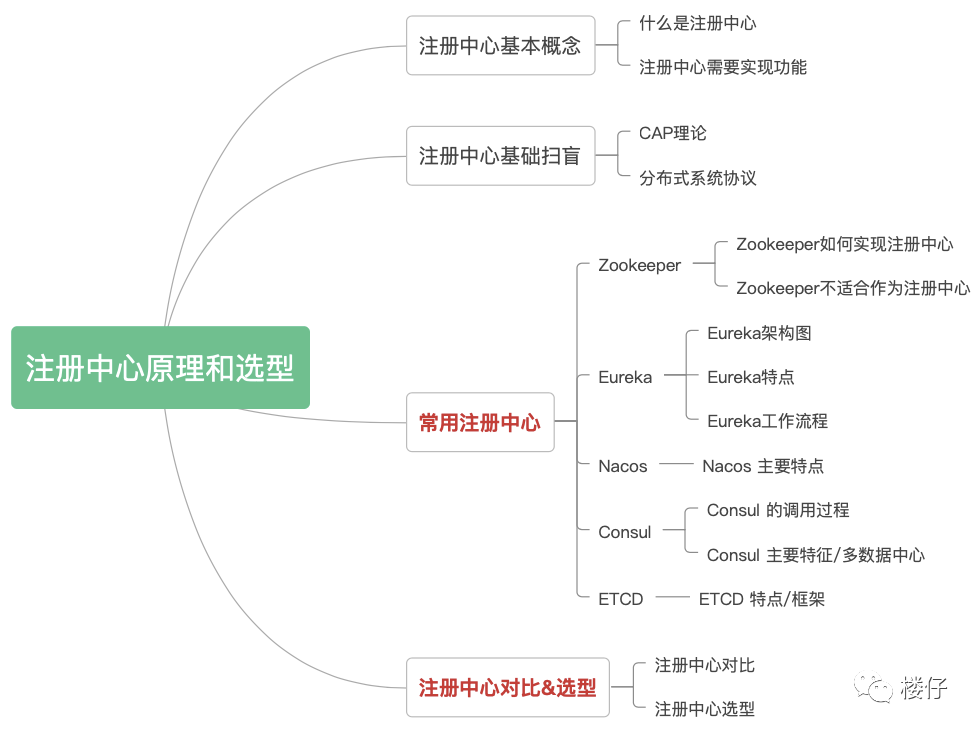 注册中心原理和选型
注册中心基本概念
什么是注册中心
注册中心需要实现功能
注册中心基础扫盲
CAP理论
分布式系统协议
常用注册中心
Zookeeper
Zookeeper如何实现注册中心
Zookeeper不适合作为注册中心
Eureka
Eureka架构图
Eureka特点
Eureka工作流程
Nacos
Nacos 主要特点
Consul
Consul 的调用过程
Consul 主要特征/多数据中心
ETCD
ETCD 特点/框架
注册中心对比&选型
注册中心对比
注册中心选型
楼仔